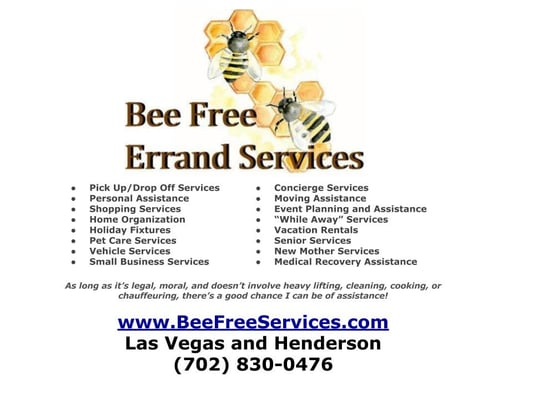 Bee Free
Errand Services
● Pick Up/Drop Off Services
● Personal Assistance
● Shopping Services
● Home Organization
● Holiday Fixtures
● Pet Care Services
● Vehicle Services
● Small Business Services
● Concierge Services
● Moving Assistance
● Event Planning and Assistance
● “While Away” Services
● Vacation Rentals
● Senior Services
● New Mother Services
● Medical Recovery Assistance
As long as it’s legal, moral, and doesn’t involve heavy lifting, cleaning, cooking, or
chauffeuring, there’s a good chance I can be of assistance!
www.BeeFreeServices.com
Las Vegas and Henderson
(702) 830-0476